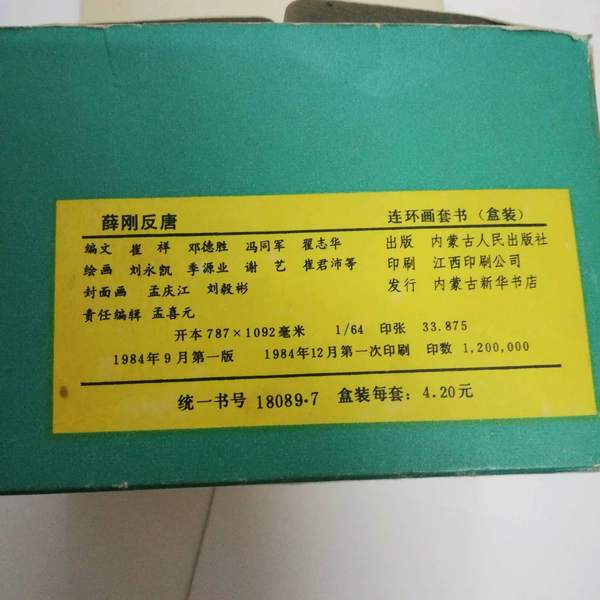 薛刚反唐 连环画套书（盒装）
编文 崔祥 邓德胜 冯同军 翟志华 出版 内蒙古人民出版社
绘画 刘永凯 季源业 谢艺 崔君沛等 印刷 江西印刷公司
封面画 孟庆江 刘毅彬 发行 内蒙古新华书店
责任编辑 孟喜元
开本787×1092毫米 1/64 印张 33.875
1984年9月第一版 1984年12月第一次印刷 印数 1,200,000
统一书号 18089·7 盒装每套：4.20元